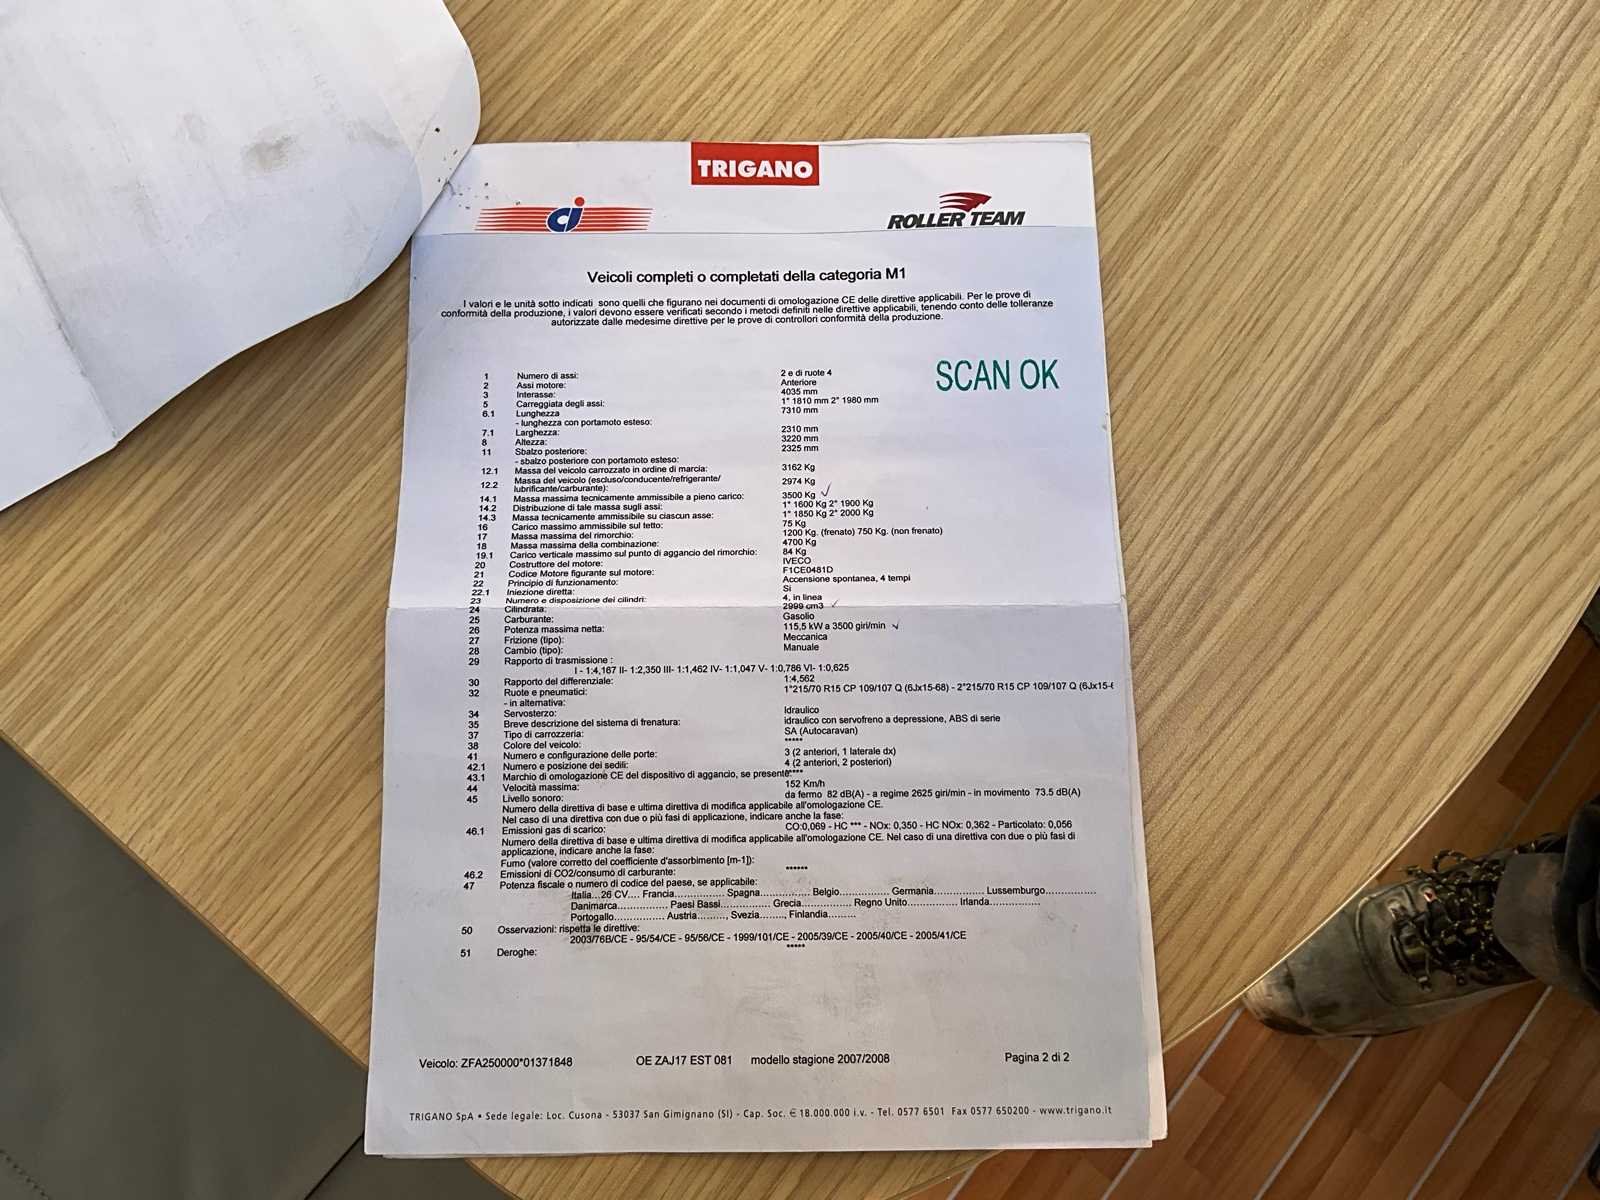 TRIGANO
ci
ROLLER TEAM
Veicoli completi o completati della categoria M1
I valori e le unità sotto indicati sono quelli che figurano nei documenti di omologazione CE delle direttive applicabili. Per le prove di
conformità della produzione, i valori devono essere verificati secondo i metodi definiti nelle direttive applicabili, tenendo conto delle tolleranze
autorizzate dalle medesime direttive per le prove di controllori conformità della produzione.
SCAN OK
1 Numero di assi: 2 e di ruote 4
2 Assi motore: Anteriore
3 Interasse: 4035 mm
5 Carreggiata degli assi: 1° 1810 mm 2° 1980 mm
6.1 Lunghezza 7310 mm
- lunghezza con portamoto esteso:
7.1 Larghezza: 2310 mm
8 Altezza: 3220 mm
11 Sbalzo posteriore: 2325 mm
- sbalzo posteriore con portamoto esteso:
12.1 Massa del veicolo carrozzato in ordine di marcia: 3162 Kg
12.2 Massa del veicolo (escluso/conducente/refrigerante/
lubrificante/carburante): 2974 Kg
14.1 Massa massima tecnicamente ammissibile a pieno carico: 3500 Kg
14.2 Distribuzione di tale massa sugli assi: 1° 1600 Kg 2° 1900 Kg
14.3 Massa tecnicamente ammissibile su ciascun asse: 1° 1850 Kg 2° 2000 Kg
16 Carico massimo ammissibile sul tetto: 75 Kg
17 Massa massima del rimorchio: 1200 Kg. (frenato) 750 Kg. (non frenato)
18 Massa massima della combinazione: 4700 Kg
19.1 Carico verticale massimo sul punto di aggancio del rimorchio: 84 Kg
20 Costruttore del motore: IVECO
21 Codice Motore figurante sul motore: F1CE0481D
22 Principio di funzionamento: Accensione spontanea, 4 tempi
22.1 Iniezione diretta: Si
23 Numero e disposizione dei cilindri: 4, in linea
24 Cilindrata: 2999 cm3
25 Carburante: Gasolio
26 Potenza massima netta: 115,5 kW a 3500 giri/min
27 Frizione (tipo): Meccanica
28 Cambio (tipo): Manuale
29 Rapporto di trasmissione :
I - 1:4,167 II- 1:2,350 III- 1:1,462 IV- 1:1,047 V- 1:0,786 VI- 1:0,625
30 Rapporto del differenziale: 1:4,562
32 Ruote e pneumatici: 1°215/70 R15 CP 109/107 Q (6Jx15-68) - 2°215/70 R15 CP 109/107 Q (6Jx15-
- in alternativa:
34 Servosterzo: Idraulico
35 Breve descrizione del sistema di frenatura: idraulico con servofreno a depressione, ABS di serie
37 Tipo di carrozzeria: SA (Autocaravan)
38 Colore del veicolo: *****
41 Numero e configurazione delle porte: 3 (2 anteriori, 1 laterale dx)
42.1 Numero e posizione dei sedili: 4 (2 anteriori, 2 posteriori)
43.1 Marchio di omologazione CE del dispositivo di aggancio, se presente:****
44 Velocità massima: 152 Km/h
45 Livello sonoro: da fermo 82 dB(A) - a regime 2625 giri/min - in movimento 73.5 dB(A)
Numero della direttiva di base e ultima direttiva di modifica applicabile all'omologazione CE.
Nel caso di una direttiva con due o più fasi di applicazione, indicare anche la fase:
46.1 Emissioni gas di scarico: CO:0,069 - HC *** - NOx: 0,350 - HC NOx: 0,362 - Particolato: 0,056
Numero della direttiva di base e ultima direttiva di modifica applicabile all'omologazione CE. Nel caso di una direttiva con due o più fasi di
applicazione, indicare anche la fase:
Fumo (valore corretto del coefficiente d'assorbimento [m-1]):
46.2 Emissioni di CO2/consumo di carburante: ******
47 Potenza fiscale o numero di codice del paese, se applicabile:
Italia...26 CV.... Francia............... Spagna............... Belgio............... Germania............... Lussemburgo...............
Danimarca............... Paesi Bassi............... Grecia............... Regno Unito............... Irlanda...............
Portogallo............... Austria........, Svezia........, Finlandia........
50 Osservazioni: rispetta le direttive:
2003/76B/CE - 95/54/CE - 95/56/CE - 1999/101/CE - 2005/39/CE - 2005/40/CE - 2005/41/CE
51 Deroghe: *****
Veicolo: ZFA250000*01371848 OE ZAJ17 EST 081 modello stagione 2007/2008 Pagina 2 di 2
TRIGANO SpA • Sede legale: Loc. Cusona - 53037 San Gimignano (SI) - Cap. Soc. € 18.000.000 i.v. - Tel. 0577 6501 Fax 0577 650200 - www.trigano.it